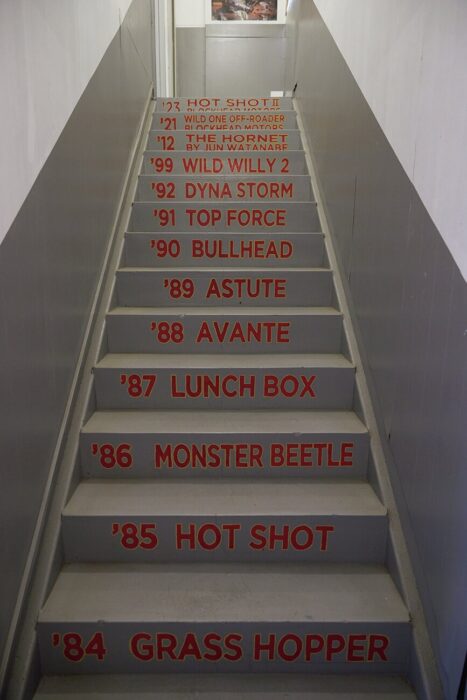 '23 HOT SHOT II
BLOCKHEAD MOTORS
'21 WILD ONE OFF-ROADER
BLOCKHEAD MOTORS
'12 THE HORNET
BY JUN WATANABE
'99 WILD WILLY 2
'92 DYNA STORM
'91 TOP FORCE
'90 BULLHEAD
'89 ASTUTE
'88 AVANTE
'87 LUNCH BOX
'86 MONSTER BEETLE
'85 HOT SHOT
'84 GRASS HOPPER